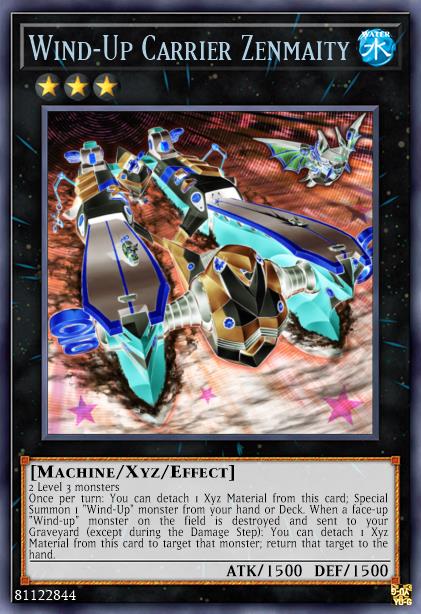 WIND-UP CARRIER ZENMAITY
WATER
水
[MACHINE/XYZ/EFFECT]
2 Level 3 monsters
Once per turn: You can detach 1 Xyz Material from this card; Special
Summon 1 "Wind-Up" monster from your hand or Deck. When a face-up
"Wind-up" monster on the field is destroyed and sent to your
Graveyard (except during the Damage Step): You can detach 1 Xyz
Material from this card to target that monster; return that target to the
hand.
ATK/1500 DEF/1500
81122844